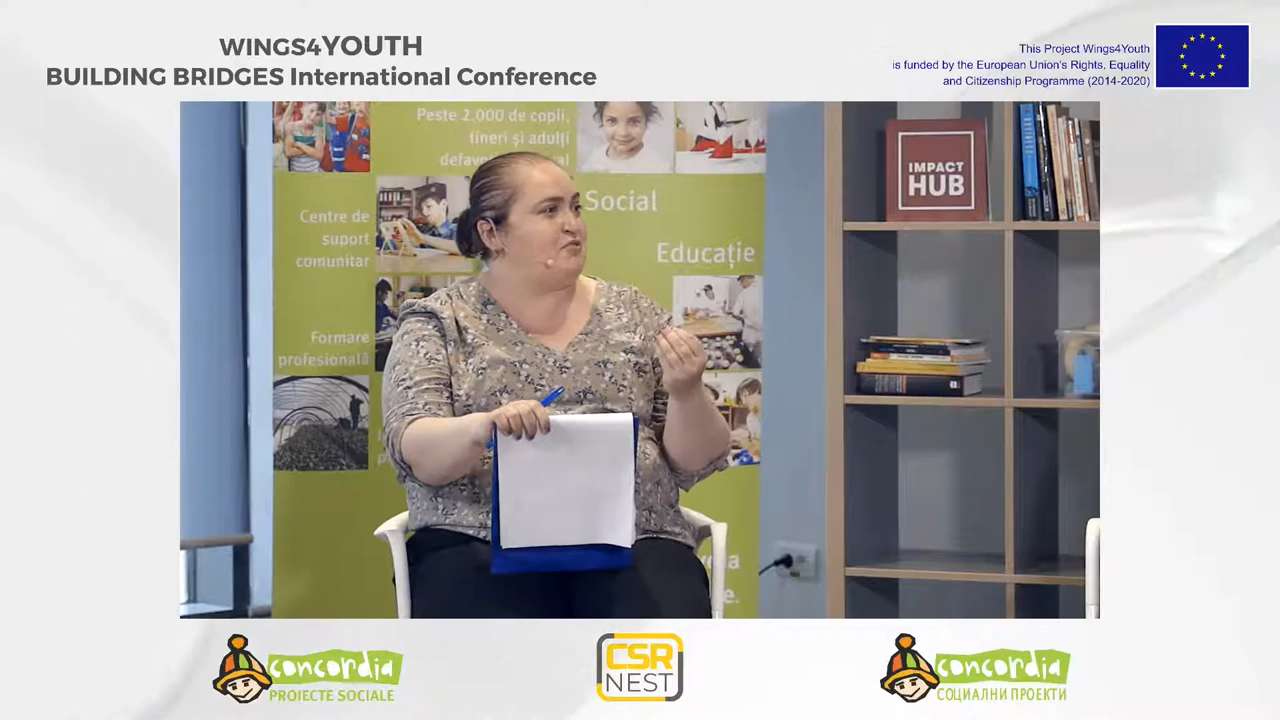 WINGS4YOUTH
BUILDING BRIDGES International Conference
This Project Wings4Youth
is funded by the European Union's Rights, Equality
and Citizenship Programme (2014-2020)
Peste 2.000 de copii,
tineri și adulți
Social
Educație
Centre de
suport
comunitar
Formare
profesională
IMPACT
HUB
concordia
PROIECTE SOCIALE
CSR
NEST
concordia
СОЦИАЛНИ ПРОЕКТИ